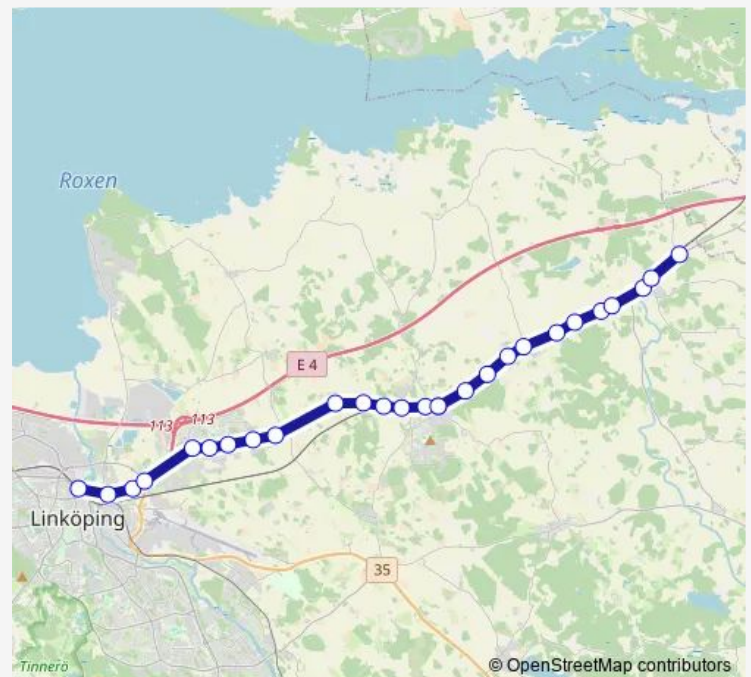 Roxen
E 4
113
113
Linköping
35
Tinnerö
© OpenStreetMap contributors